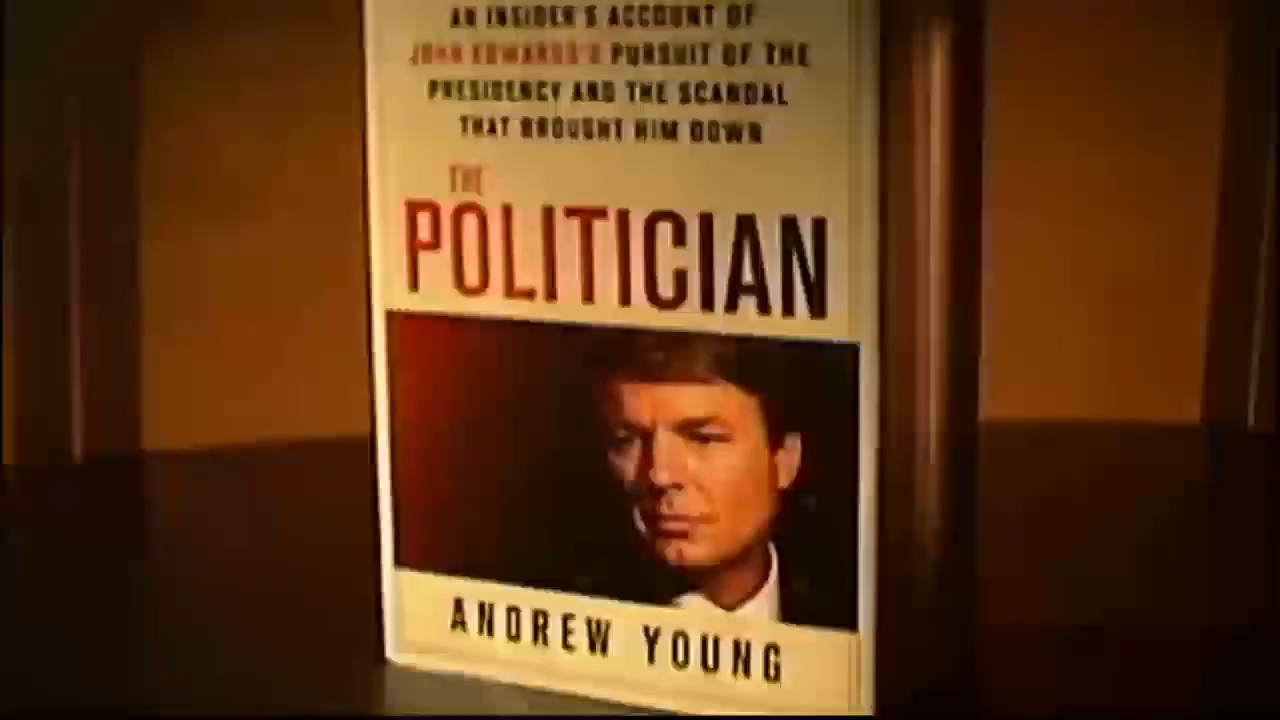 AN INSIDER'S ACCOUNT OF
JOHN EDWARDS'S PURSUIT OF THE
PRESIDENCY AND THE SCANDAL
THAT BROUGHT HIM DOWN
THE
POLITICIAN
ANDREW YOUNG